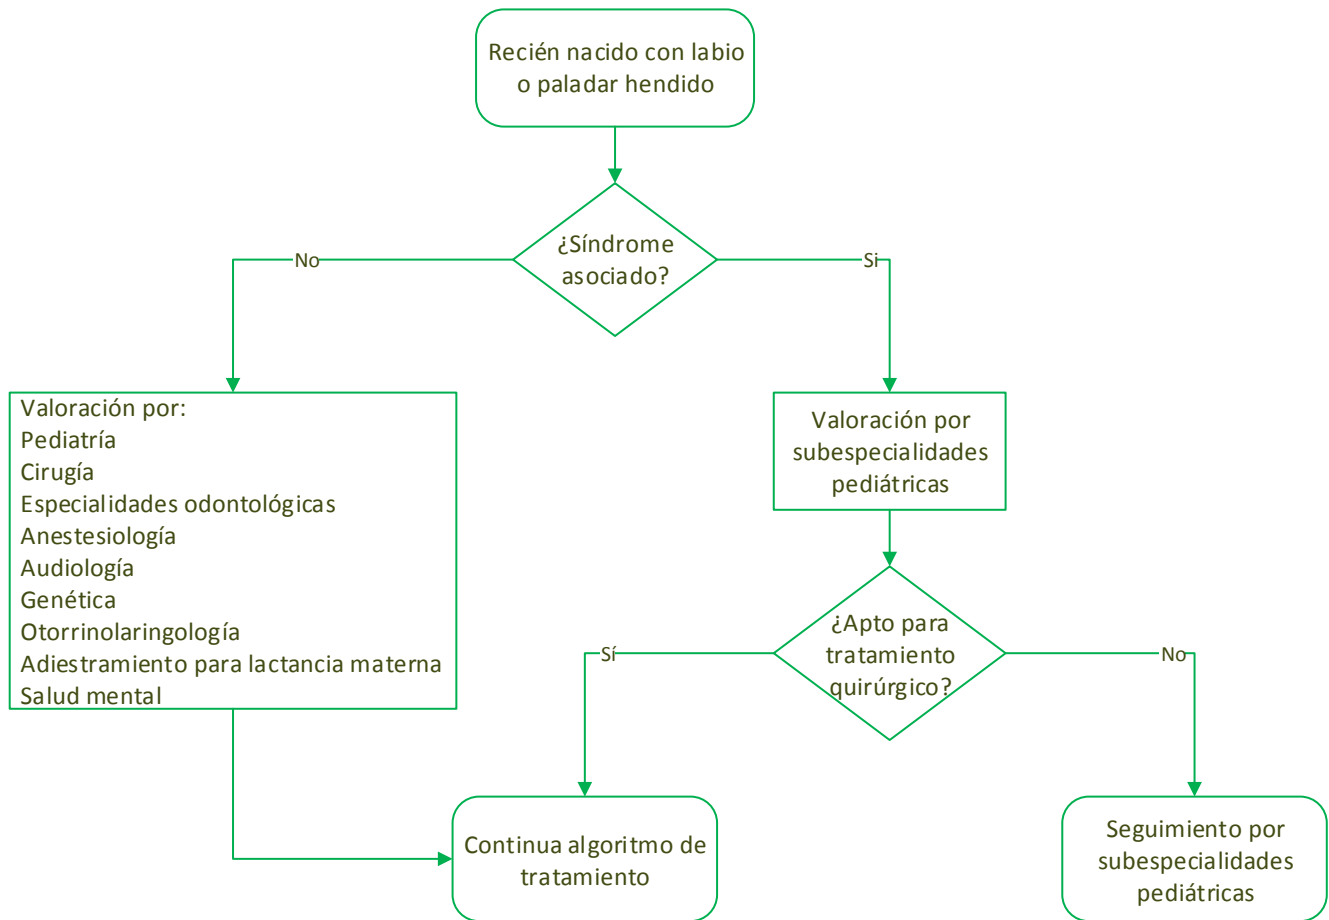 Recién nacido con labio
o paladar hendido
¿Síndrome
asociado?
No
Si
Valoración por:
Pediatría
Cirugía
Especialidades odontológicas
Anestesiología
Audiología
Genética
Otorrinolaringología
Adiestramiento para lactancia materna
Salud mental
Valoración por
subespecialidades
pediátricas
¿Apto para
tratamiento
quirúrgico?
Sí
No
Continua algoritmo de
tratamiento
Seguimiento por
subespecialidades
pediátricas